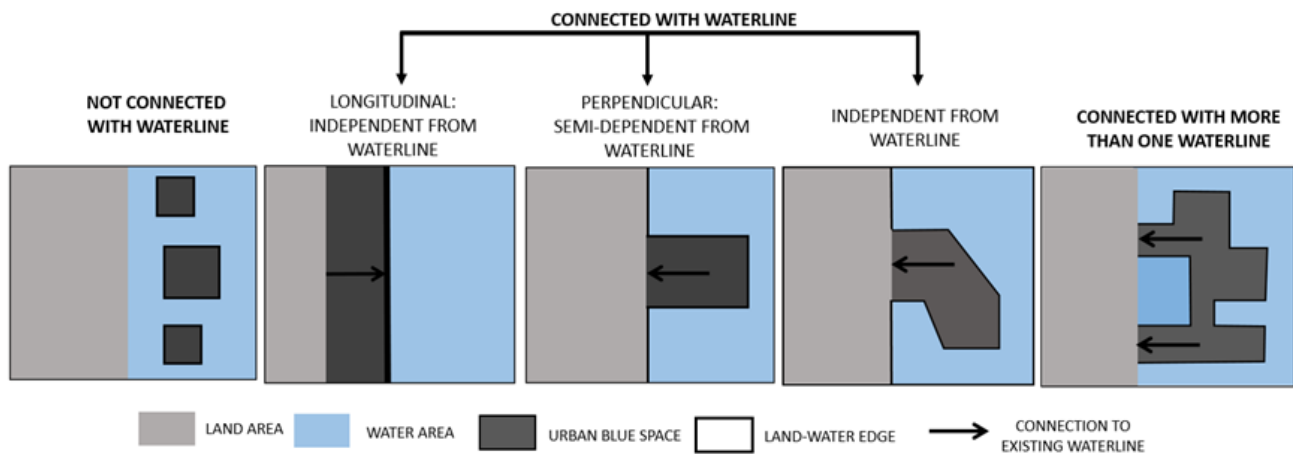 CONNECTED WITH WATERLINE
NOT CONNECTED
WITH WATERLINE
LONGITUDINAL:
INDEPENDENT FROM
WATERLINE
PERPENDICULAR:
SEMI-DEPENDENT FROM
WATERLINE
INDEPENDENT FROM
WATERLINE
CONNECTED WITH MORE
THAN ONE WATERLINE
LAND AREA
WATER AREA
URBAN BLUE SPACE
LAND-WATER EDGE
CONNECTION TO
EXISTING WATERLINE